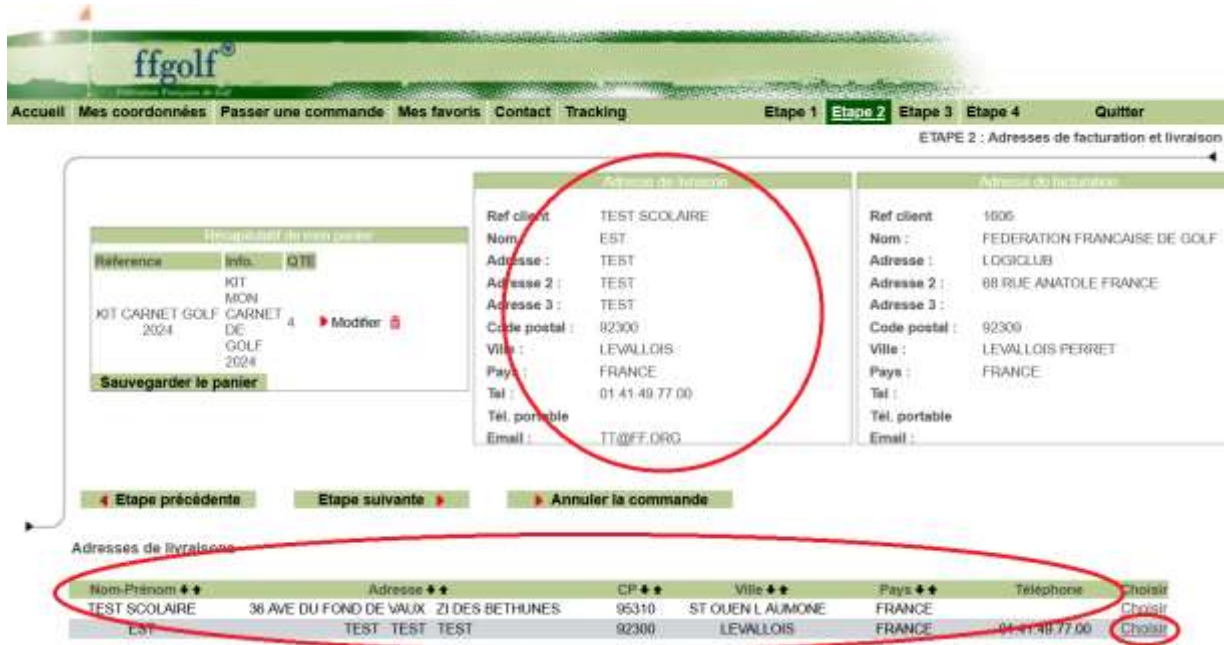 ffgolf
Fédération Française de Golf
Accueil Mes coordonnées Passer une commande Mes favoris Contact Tracking Etape 1 Etape 2 Etape 3 Etape 4 Quitter
ETAPE 2 : Adresses de facturation et livraison
Récapitulatif de mon panier
Réference Info. QTE
KIT CARNET GOLF 2024
KIT
MON
CARNET
DE
GOLF
2024
4 Modifier
Sauvegarder le panier
Adresse de livraison
Ref client TEST SCOLAIRE
Nom : EST
Adresse : TEST
Adresse 2 : TEST
Adresse 3 : TEST
Code postal : 92300
Ville : LEVALLOIS
Pays : FRANCE
Tel : 01 41 49 77 00
Tél. portable
Email : TT@FF.ORG
Adresse de facturation
Ref client 1606
Nom : FEDERATION FRANCAISE DE GOLF
Adresse : LOGICLUB
Adresse 2 : 68 RUE ANATOLE FRANCE
Adresse 3 :
Code postal : 92309
Ville : LEVALLOIS PERRET
Pays : FRANCE
Tel :
Tél. portable
Email :
Etape précédente Etape suivante Annuler la commande
Adresses de livraisons
Nom-Prénom Adresse CP Ville Pays Téléphone Choisir
TEST SCOLAIRE 36 AVE DU FOND DE VAUX ZI DES BETHUNES 95310 ST OUEN L AUMONE FRANCE Choisir
EST TEST TEST TEST 92300 LEVALLOIS FRANCE 01.41.49.77.00 Choisir